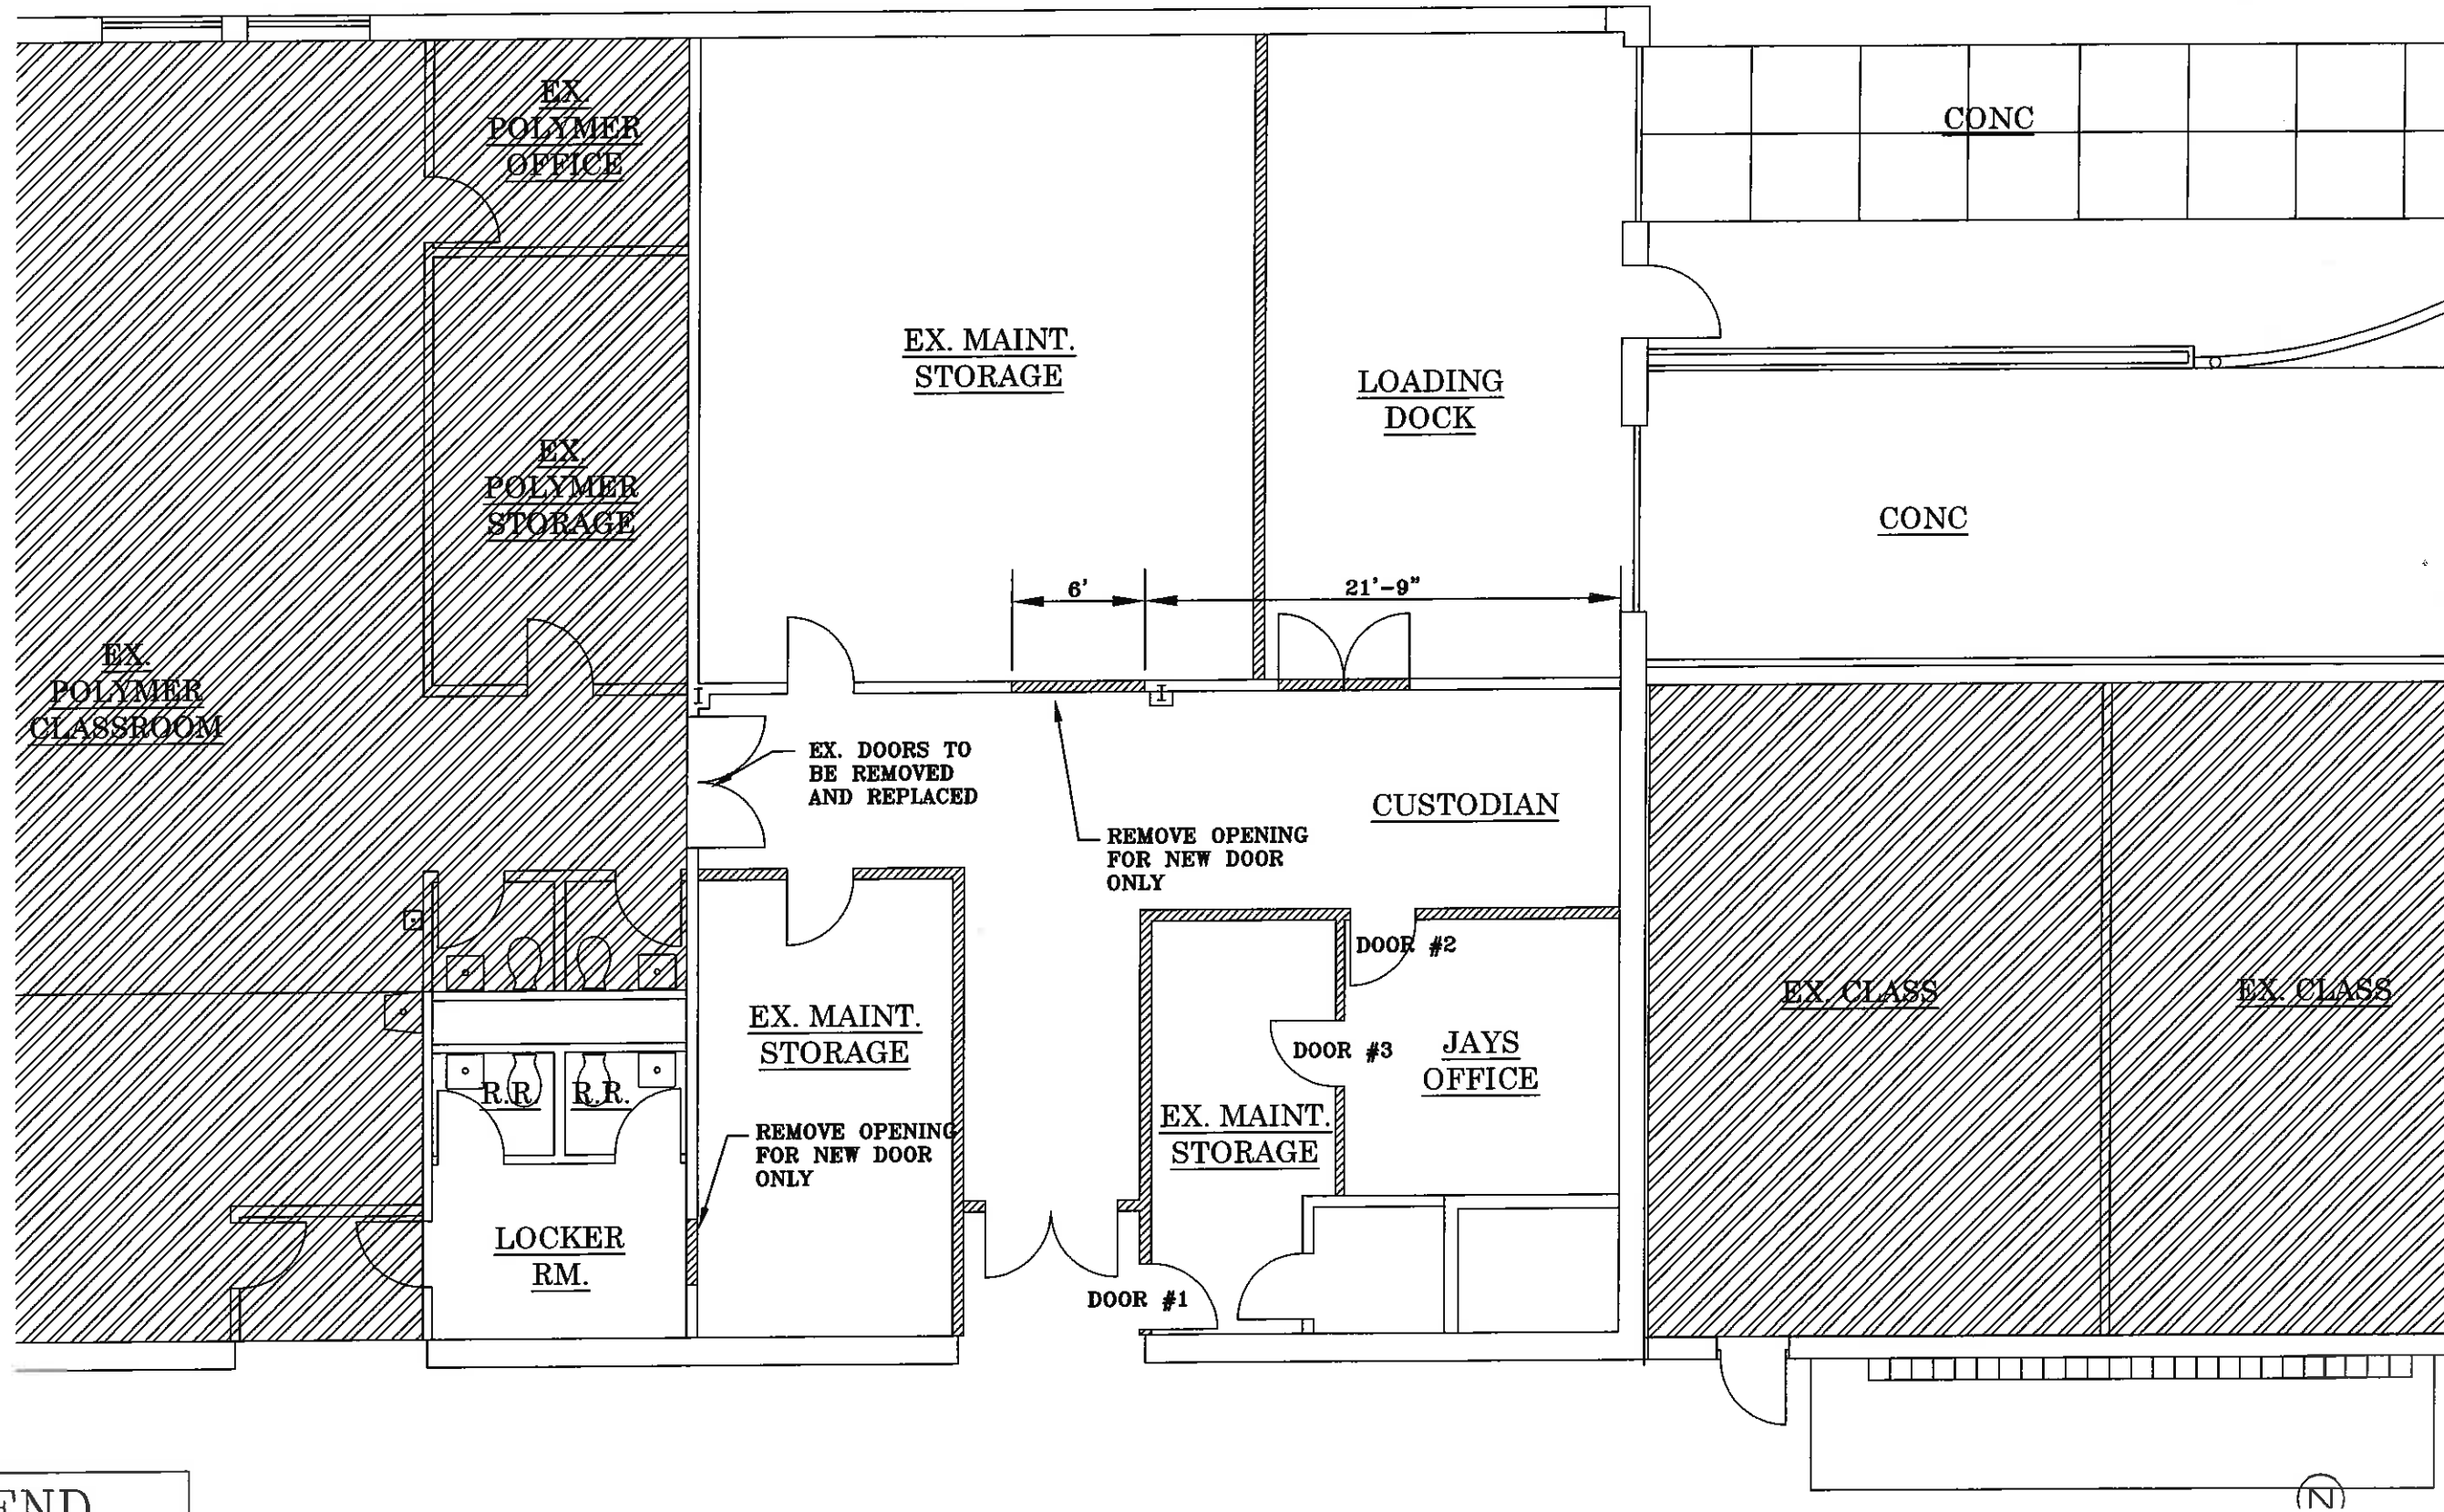 EX.
POLYMER
OFFICE
CONC
EX. MAINT.
STORAGE
LOADING
DOCK
EX.
POLYMER
STORAGE
CONC
6'
21'-9"
EX.
POLYMER
CLASSROOM
I
I
EX. DOORS TO
BE REMOVED
AND REPLACED
REMOVE OPENING
FOR NEW DOOR
ONLY
CUSTODIAN
DOOR #2
EX. MAINT.
STORAGE
DOOR #3
JAYS
OFFICE
EX. CLASS
EX. CLASS
R.R.
R.R.
EX. MAINT.
STORAGE
REMOVE OPENING
FOR NEW DOOR
ONLY
LOCKER
RM.
DOOR #1
END
N